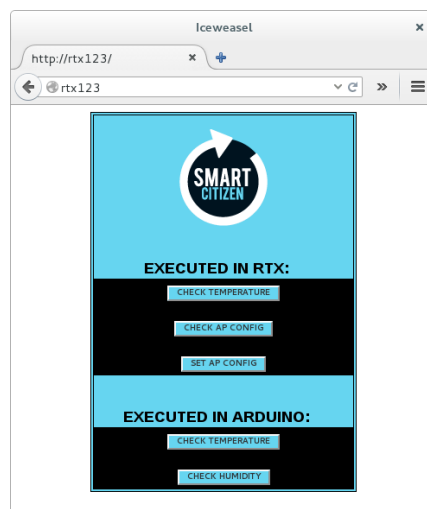 Iceweasel
http://rtx123/
rtx123
SMART
CITIZEN
EXECUTED IN RTX:
CHECK TEMPERATURE
CHECK AP CONFIG
SET AP CONFIG
EXECUTED IN ARDUINO:
CHECK TEMPERATURE
CHECK HUMIDITY